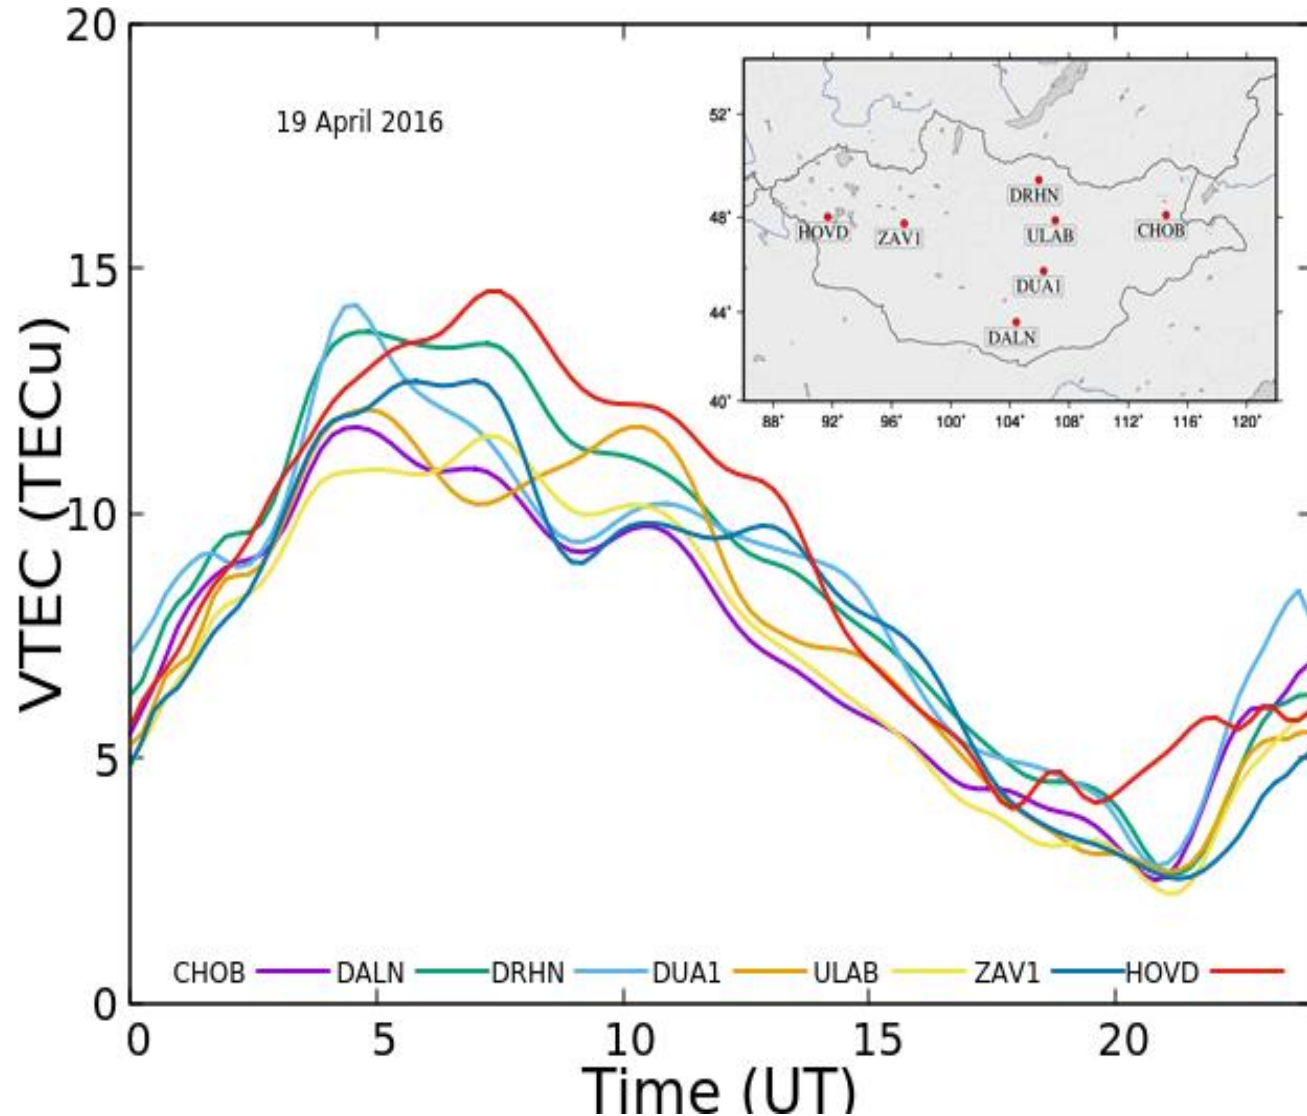 20
19 April 2016
52°
DRHN
48°
HOVD
ZAV1
ULAB
CHOB
DUA1
44°
DALN
40°
88° 92° 96° 100° 104° 108° 112° 116° 120°
15
VTEC (TECu)
10
5
CHOB DALN DRHN DUA1 ULAB ZAV1 HOVD
0
0 5 10 15 20
Time (UT)